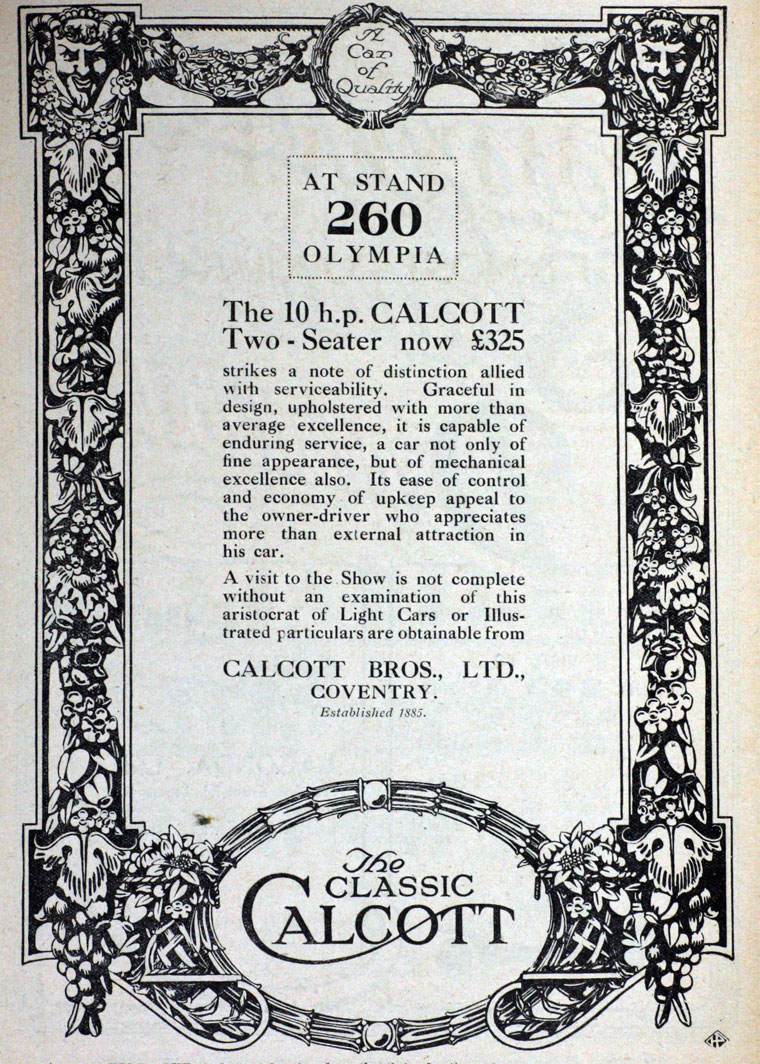 A
Car
of
Quality
AT STAND
260
OLYMPIA
The 10 h.p. CALCOTT
Two - Seater now £325
strikes a note of distinction allied
with serviceability. Graceful in
design, upholstered with more than
average excellence, it is capable of
enduring service, a car not only of
fine appearance, but of mechanical
excellence also. Its ease of control
and economy of upkeep appeal to
the owner-driver who appreciates
more than external attraction in
his car.
A visit to the Show is not complete
without an examination of this
aristocrat of Light Cars or Illus-
trated particulars are obtainable from
CALCOTT BROS., LTD.,
COVENTRY.
Established 1885.
The
CLASSIC
CALCOTT